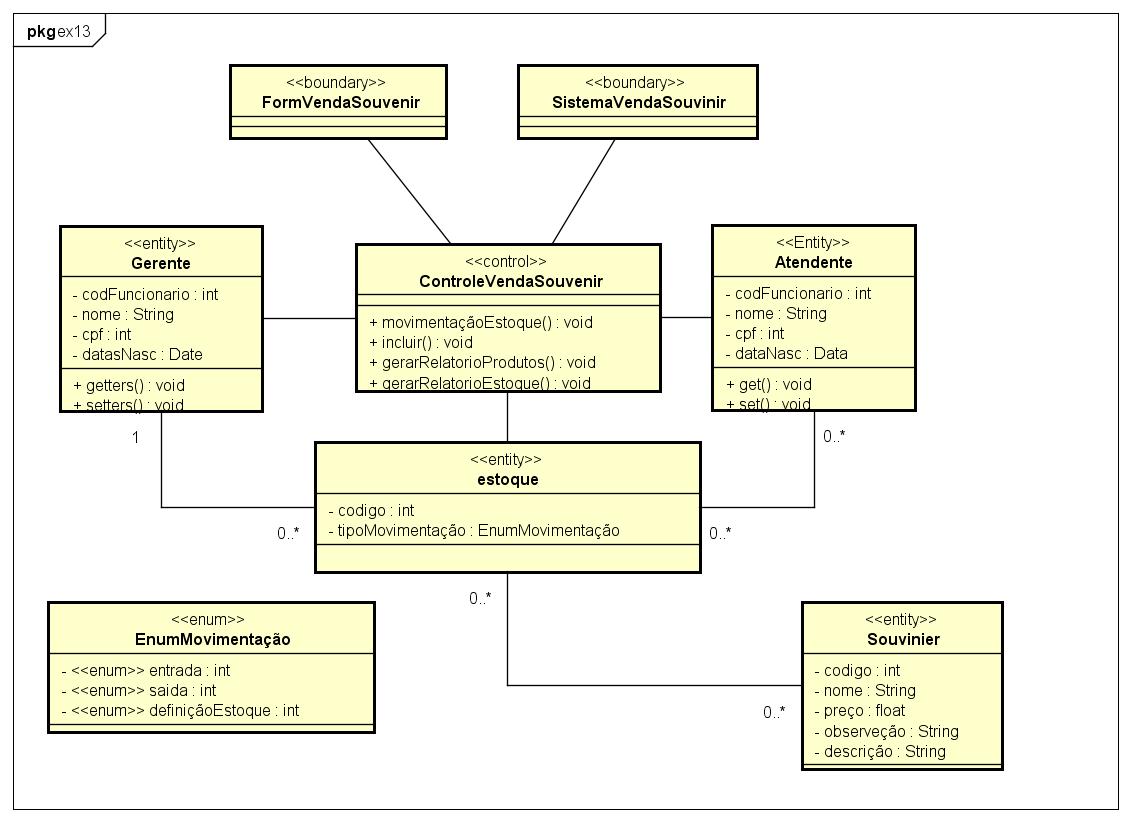 pkg ex13
<<boundary>>
FormVendaSouvenir
<<boundary>>
SistemaVendaSouvinir
<<entity>>
Gerente
- codFuncionario : int
- nome : String
- cpf : int
- datasNasc : Date
+ getters() : void
+ setters() : void
<<control>>
ControleVendaSouvenir
+ movimentaçãoEstoque() : void
+ incluir() : void
+ gerarRelatorioProdutos() : void
+ gerarRelatorioEstoque() : void
<<Entity>>
Atendente
- codFuncionario : int
- nome : String
- cpf : int
- dataNasc : Data
+ get() : void
+ set() : void
1
0..*
0..*
0..*
<<entity>>
estoque
- codigo : int
- tipoMovimentação : EnumMovimentação
0..*
0..*
<<enum>>
EnumMovimentação
- <<enum>> entrada : int
- <<enum>> saida : int
- <<enum>> definiçãoEstoque : int
<<entity>>
Souvinier
- codigo : int
- nome : String
- preço : float
- observeção : String
- descrição : String